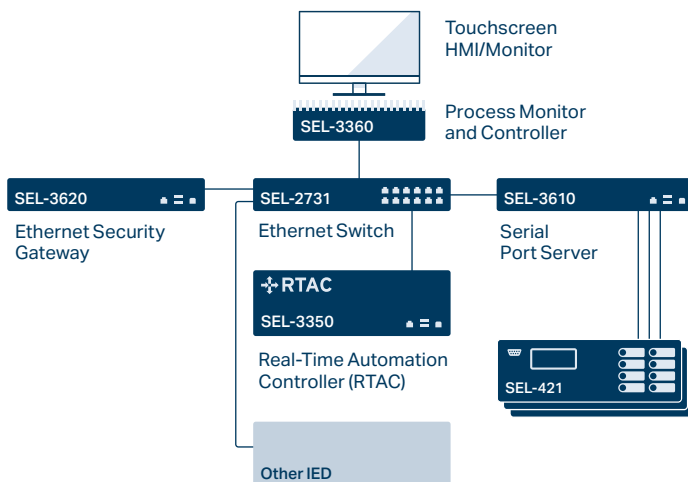 Touchscreen
HMI/Monitor
SEL-3360
Process Monitor
and Controller
SEL-3620
Ethernet Security
Gateway
SEL-2731
Ethernet Switch
SEL-3610
Serial
Port Server
RTAC
SEL-3350
Real-Time Automation
Controller (RTAC)
SEL-421
Other IED